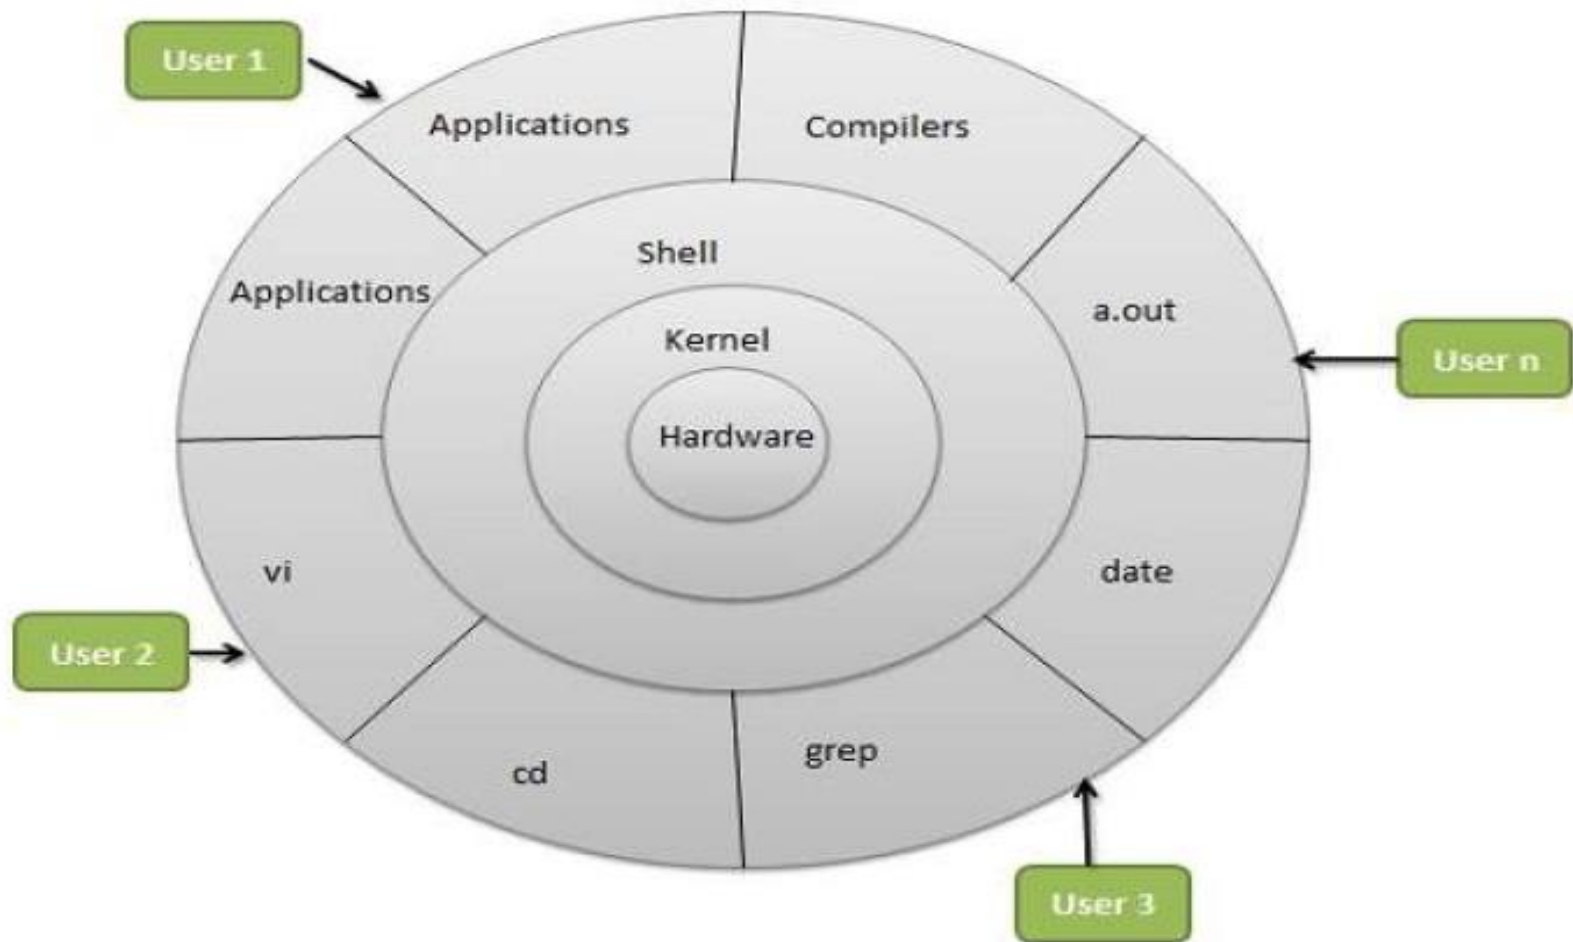 User 1
Applications
Compilers
Shell
Applications
a.out
Kernel
User n
Hardware
vi
date
User 2
grep
cd
User 3